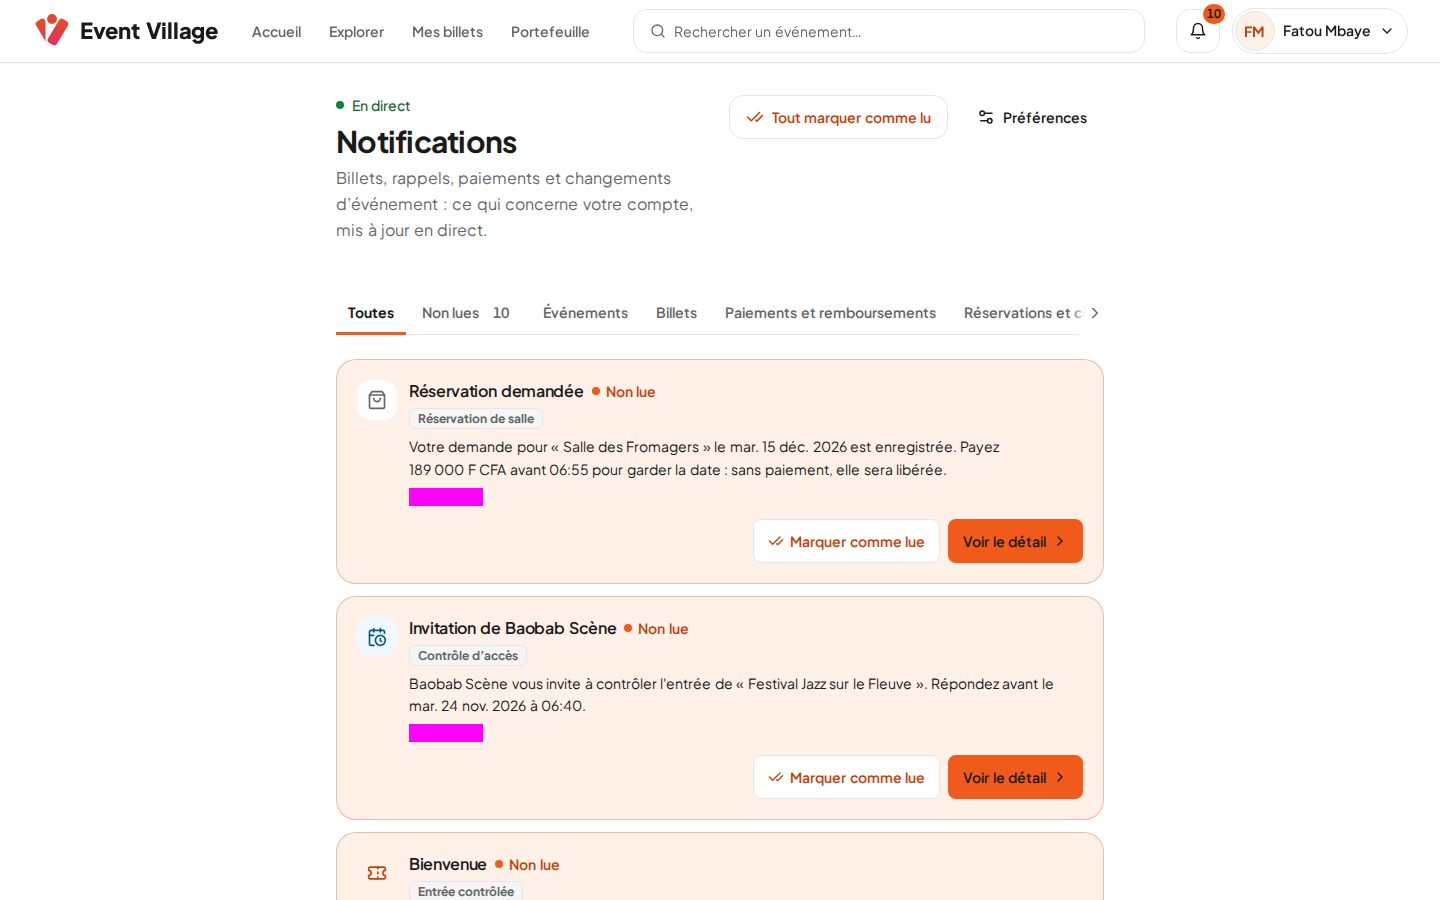 Event Village
Accueil
Explorer
Mes billets
Portefeuille
Rechercher un événement...
10
FM
Fatou Mbaye
En direct
Notifications
Billets, rappels, paiements et changements
d’événement : ce qui concerne votre compte,
mis à jour en direct.
Tout marquer comme lu
Préférences
Toutes
Non lues 10
Événements
Billets
Paiements et remboursements
Réservations et
Réservation demandée
Non lue
Réservation de salle
Votre demande pour « Salle des Fromagers » le mar. 15 déc. 2026 est enregistrée. Payez
189 000 F CFA avant 06:55 pour garder la date : sans paiement, elle sera libérée.
Marquer comme lue
Voir le détail
Invitation de Baobab Scène
Non lue
Contrôle d’accès
Baobab Scène vous invite à contrôler l'entrée de « Festival Jazz sur le Fleuve ». Répondez avant le
mar. 24 nov. 2026 à 06:40.
Marquer comme lue
Voir le détail
Bienvenue
Non lue
Entrée contrôlée